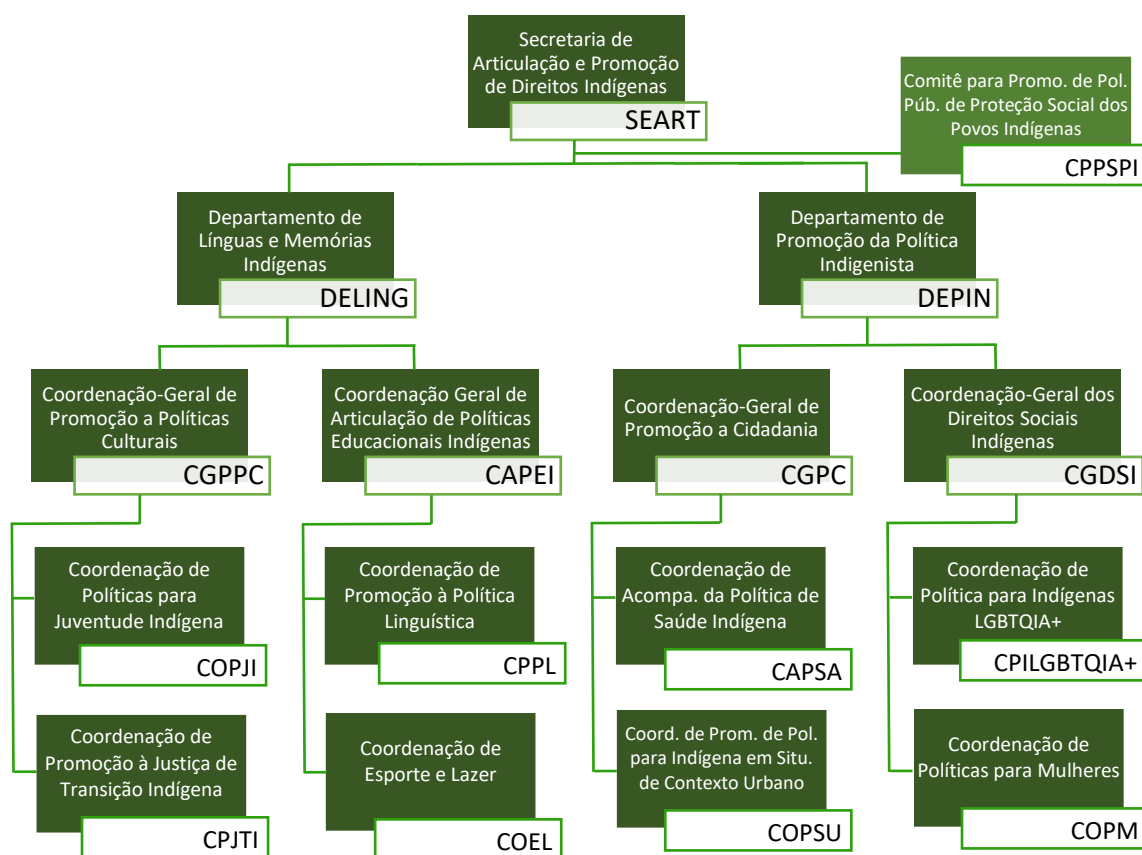 Secretaria de
Articulação e Promoção
de Direitos Indígenas
SEART
Comitê para Promo. de Pol.
Púb. de Proteção Social dos
Povos Indígenas
CPPSPI
Departamento de
Línguas e Memórias
Indígenas
DELING
Departamento de
Promoção da Política
Indigenista
DEPIN
Coordenação-Geral de
Promoção a Políticas
Culturais
CGPPC
Coordenação Geral de
Articulação de Políticas
Educacionais Indígenas
CAPEI
Coordenação-Geral de
Promoção a Cidadania
CGPC
Coordenação-Geral dos
Direitos Sociais
Indígenas
CGDSI
Coordenação de
Políticas para
Juventude Indígena
COPJI
Coordenação de
Promoção à Política
Linguística
CPPL
Coordenação de
Acompa. da Política de
Saúde Indígena
CAPSA
Coordenação de
Política para Indígenas
LGBTQIA+
CPILGBTQIA+
Coordenação de
Promoção à Justiça de
Transição Indígena
CPJTI
Coordenação de
Esporte e Lazer
COEL
Coord. de Prom. de Pol.
para Indígena em Situ.
de Contexto Urbano
COPSU
Coordenação de
Políticas para Mulheres
COPM